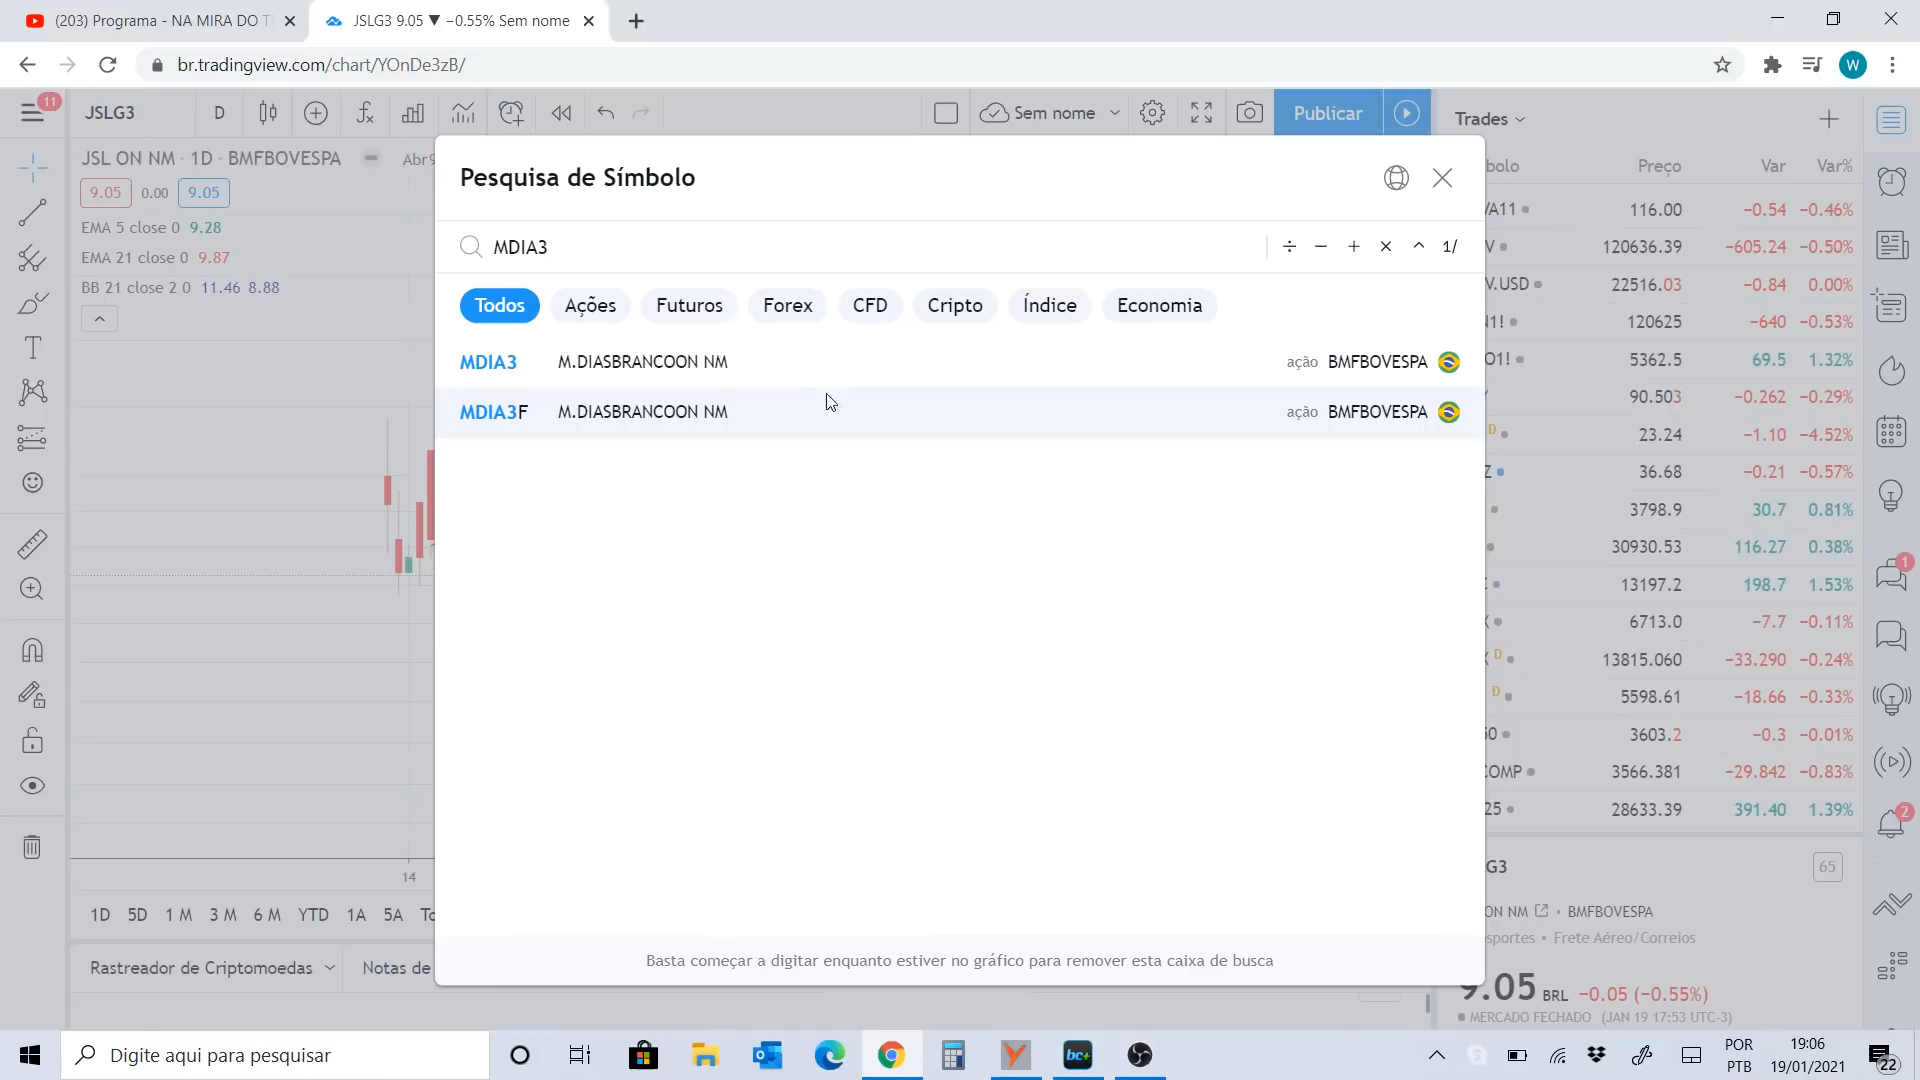 (203) Programa - NA MIRA DO T
JSLG3 9.05 ▼ −0.55% Sem nome
br.tradingview.com/chart/YOnDe3zB/
W
11
JSLG3
D
Sem nome
Publicar
Trades
JSL ON NM · 1D · BMFBOVESPA
Abr9
9.05 0.00 9.05
EMA 5 close 0 9.28
EMA 21 close 0 9.87
BB 21 close 2 0 11.46 8.88
Pesquisa de Símbolo
MDIA3
÷ − + × ^ 1/
Todos Ações Futuros Forex CFD Cripto Índice Economia
MDIA3 M.DIASBRANCOON NM ação BMFBOVESPA
MDIA3F M.DIASBRANCOON NM ação BMFBOVESPA
Basta começar a digitar enquanto estiver no gráfico para remover esta caixa de busca
bolo Preço Var Var%
/A11 116.00 −0.54 −0.46%
V 120636.39 −605.24 −0.50%
V.USD 22516.03 −0.84 0.00%
1! 120625 −640 −0.53%
O1! 5362.5 69.5 1.32%
90.503 −0.262 −0.29%
D 23.24 −1.10 −4.52%
Z 36.68 −0.21 −0.57%
3798.9 30.7 0.81%
30930.53 116.27 0.38%
13197.2 198.7 1.53%
6713.0 −7.7 −0.11%
D 13815.060 −33.290 −0.24%
D 5598.61 −18.66 −0.33%
3603.2 −0.3 −0.01%
COMP 3566.381 −29.842 −0.83%
25 28633.39 391.40 1.39%
1
2
G3
65
ON NM · BMFBOVESPA
sportes • Frete Aéreo/Correios
9.05 BRL −0.05 (−0.55%)
MERCADO FECHADO (JAN 19 17:53 UTC-3)
14
1D 5D 1 M 3 M 6 M YTD 1A 5A To
Rastreador de Criptomoedas
Notas de
Digite aqui para pesquisar
bc+
POR
PTB
19:06
19/01/2021
22